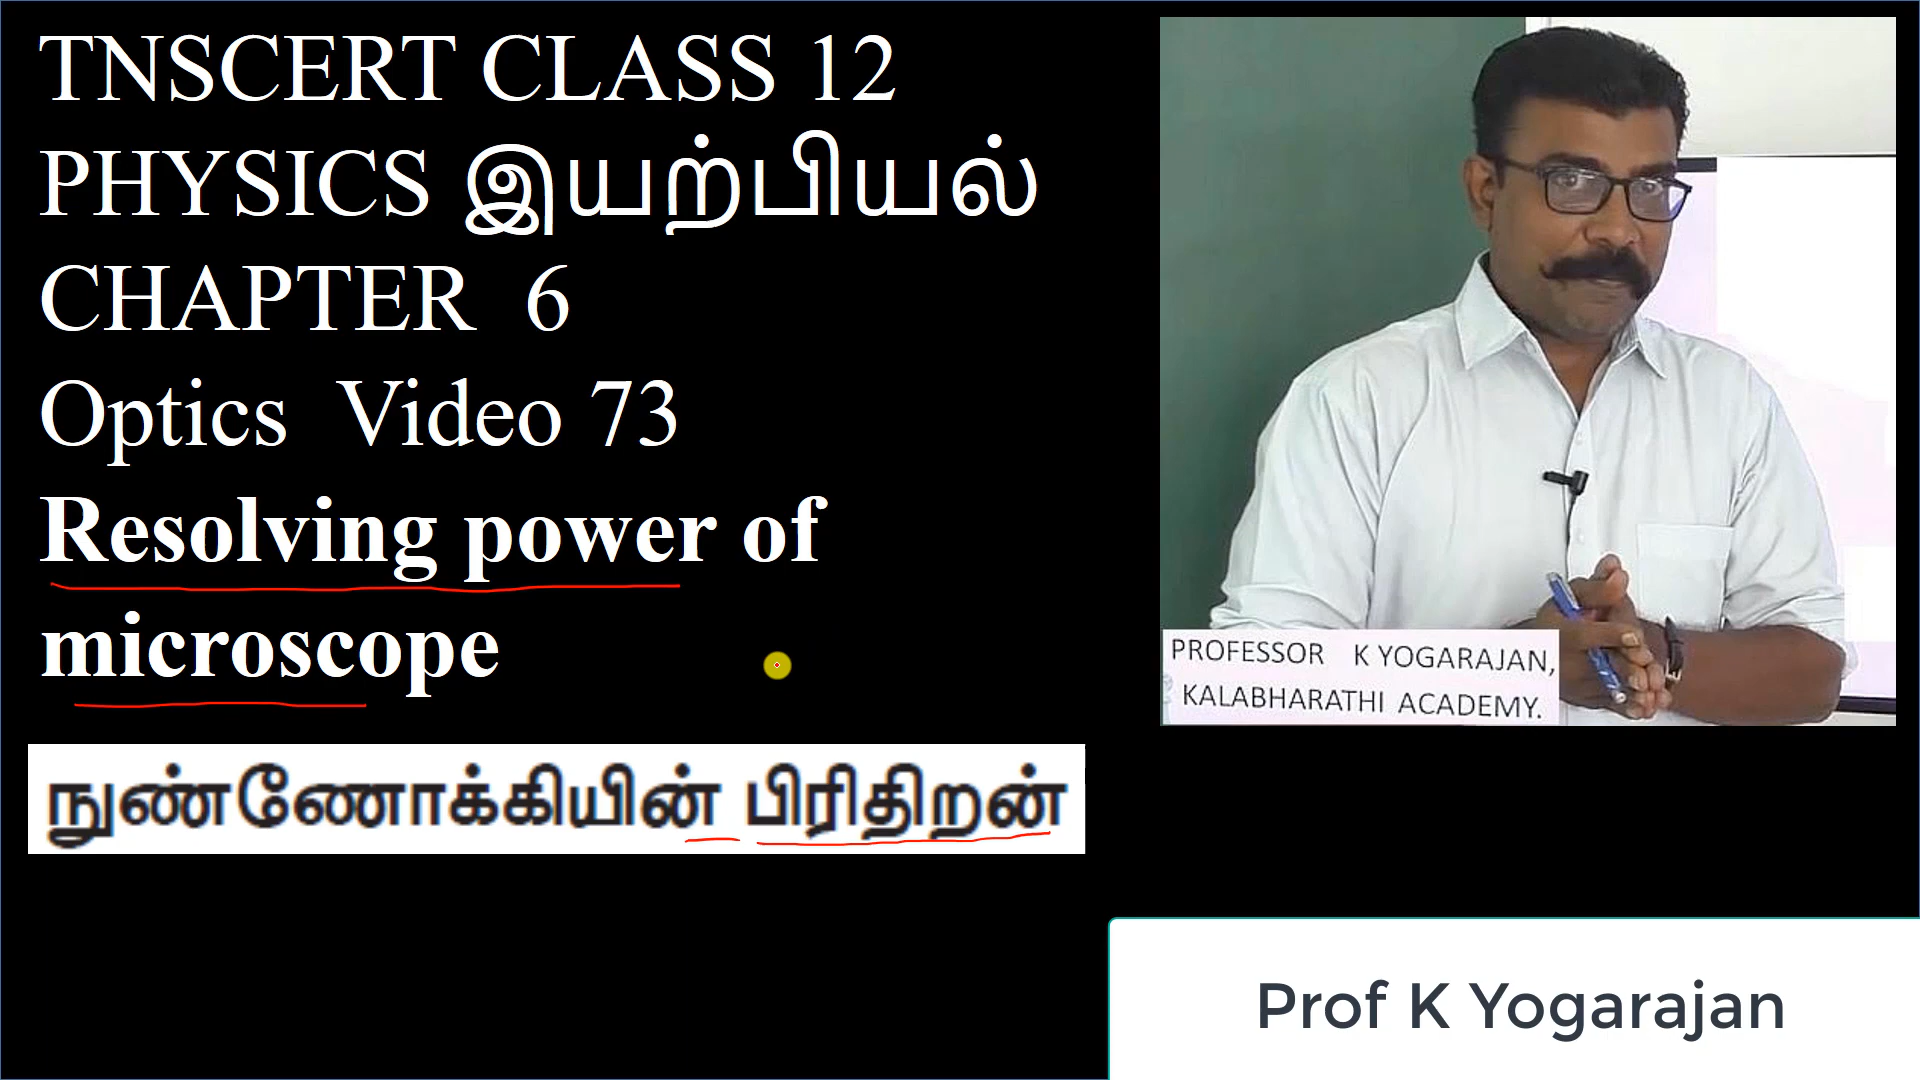 TNSCERT CLASS 12
PHYSICS இயற்பியல்
CHAPTER 6
Optics Video 73
Resolving power of
microscope
நுண்ணோக்கியின் பிரிதிறன்
PROFESSOR K YOGARAJAN,
KALABHARATHI ACADEMY.
Prof K Yogarajan